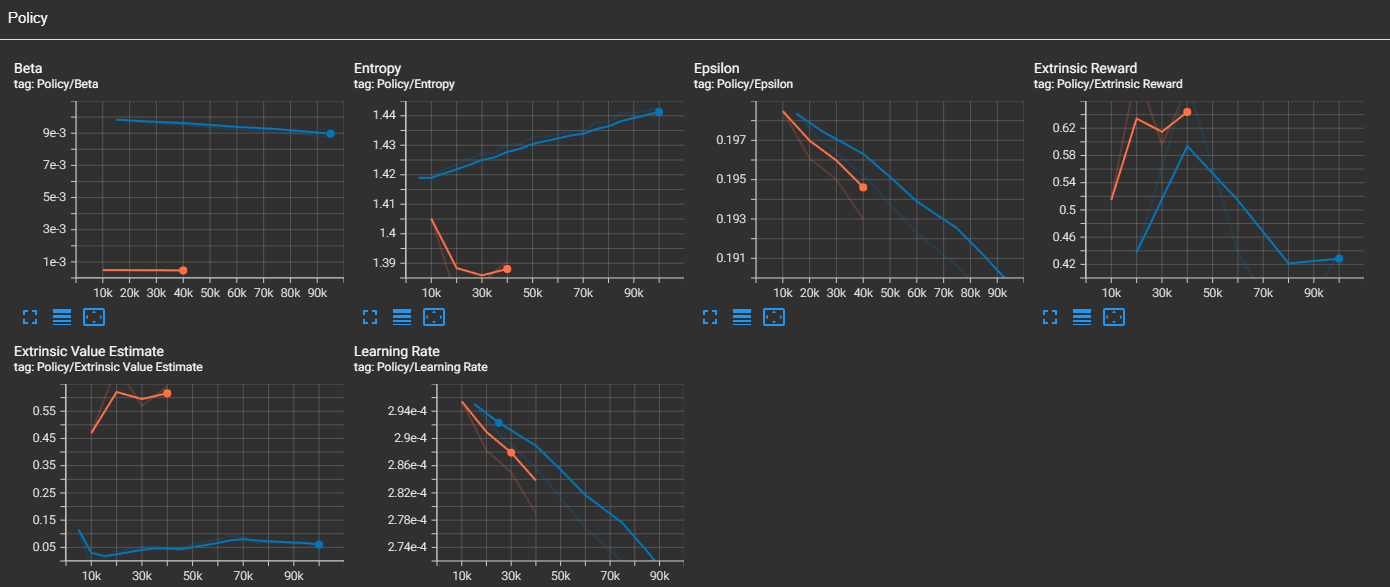 Policy
Beta
tag: Policy/Beta
9e-3
7e-3
5e-3
3e-3
1e-3
10k 20k 30k 40k 50k 60k 70k 80k 90k
Entropy
tag: Policy/Entropy
1.44
1.43
1.42
1.41
1.4
1.39
10k 30k 50k 70k 90k
Epsilon
tag: Policy/Epsilon
0.197
0.195
0.193
0.191
10k 20k 30k 40k 50k 60k 70k 80k 90k
Extrinsic Reward
tag: Policy/Extrinsic Reward
0.62
0.58
0.54
0.5
0.46
0.42
10k 30k 50k 70k 90k
Extrinsic Value Estimate
tag: Policy/Extrinsic Value Estimate
0.55
0.45
0.35
0.25
0.15
0.05
10k 30k 50k 70k 90k
Learning Rate
tag: Policy/Learning Rate
2.94e-4
2.9e-4
2.86e-4
2.82e-4
2.78e-4
2.74e-4
10k 30k 50k 70k 90k